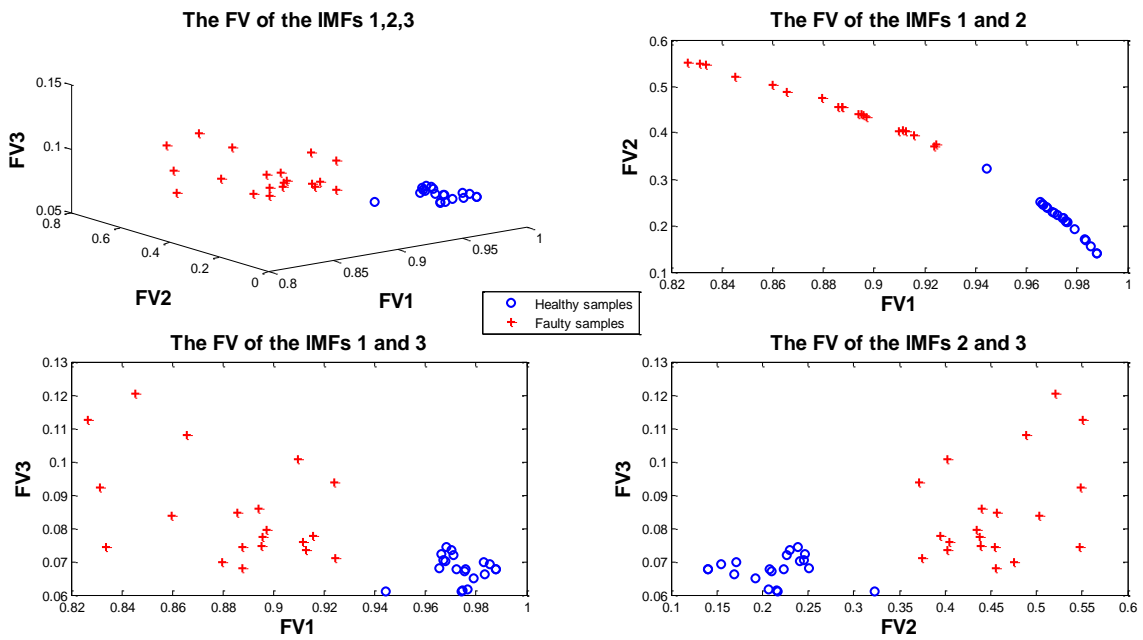 The FV of the IMFs 1,2,3
0.15
0.1
0.05
FV3
0.8
0.6
0.4
0.2
0
FV2
0.8
0.85
0.9
0.95
1
FV1
The FV of the IMFs 1 and 2
0.6
0.5
0.4
0.3
0.2
0.1
FV2
0.82 0.84 0.86 0.88 0.9 0.92 0.94 0.96 0.98 1
FV1
Healthy samples
Faulty samples
The FV of the IMFs 1 and 3
0.13
0.12
0.11
0.1
0.09
0.08
0.07
0.06
FV3
0.82 0.84 0.86 0.88 0.9 0.92 0.94 0.96 0.98 1
FV1
The FV of the IMFs 2 and 3
0.13
0.12
0.11
0.1
0.09
0.08
0.07
0.06
FV3
0.1 0.15 0.2 0.25 0.3 0.35 0.4 0.45 0.5 0.55 0.6
FV2